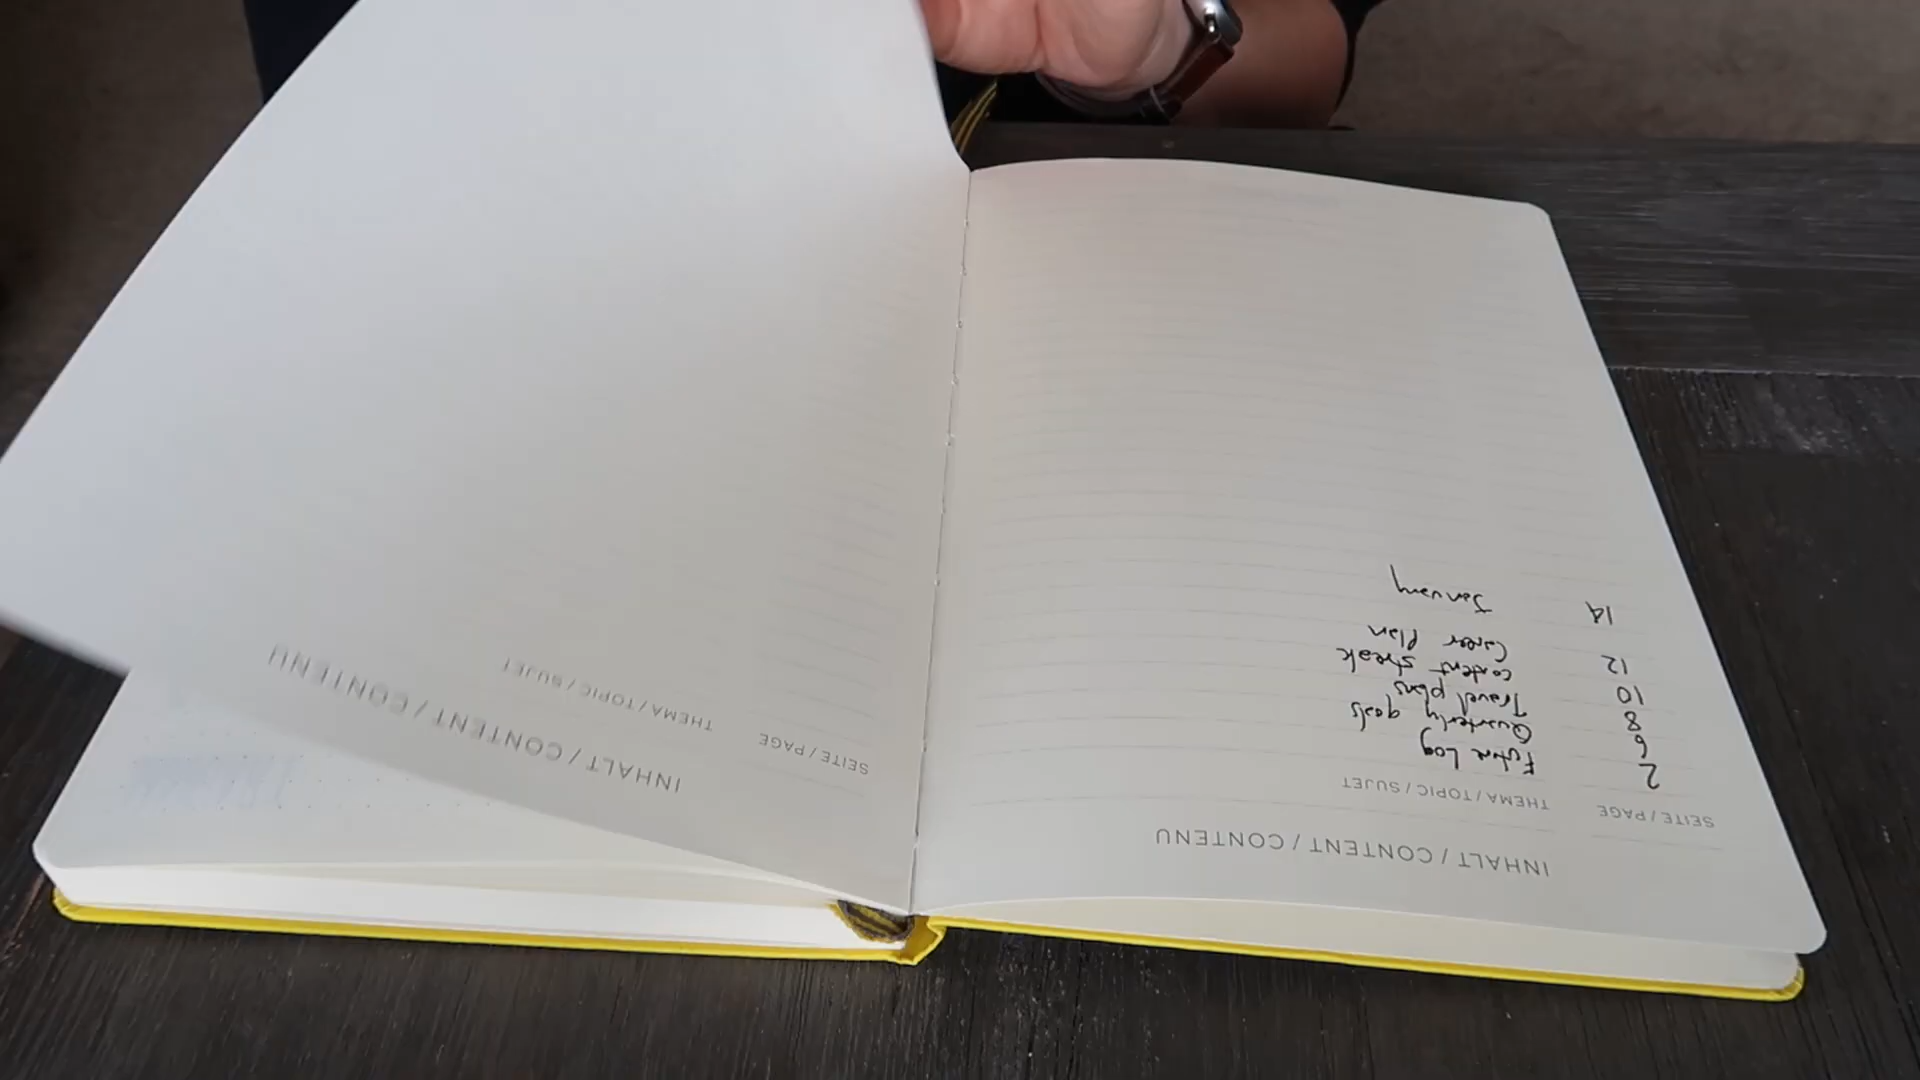 INHALT / CONTENT / CONTENU
SEITE / PAGE THEMA / TOPIC / SUJET
2 Future Log
6 Quarterly goals
8 Travel plans
10 content streak
12 Career Plan
14 January
INHALT / CONTENT / CONTENU
SEITE / PAGE THEMA / TOPIC / SUJET